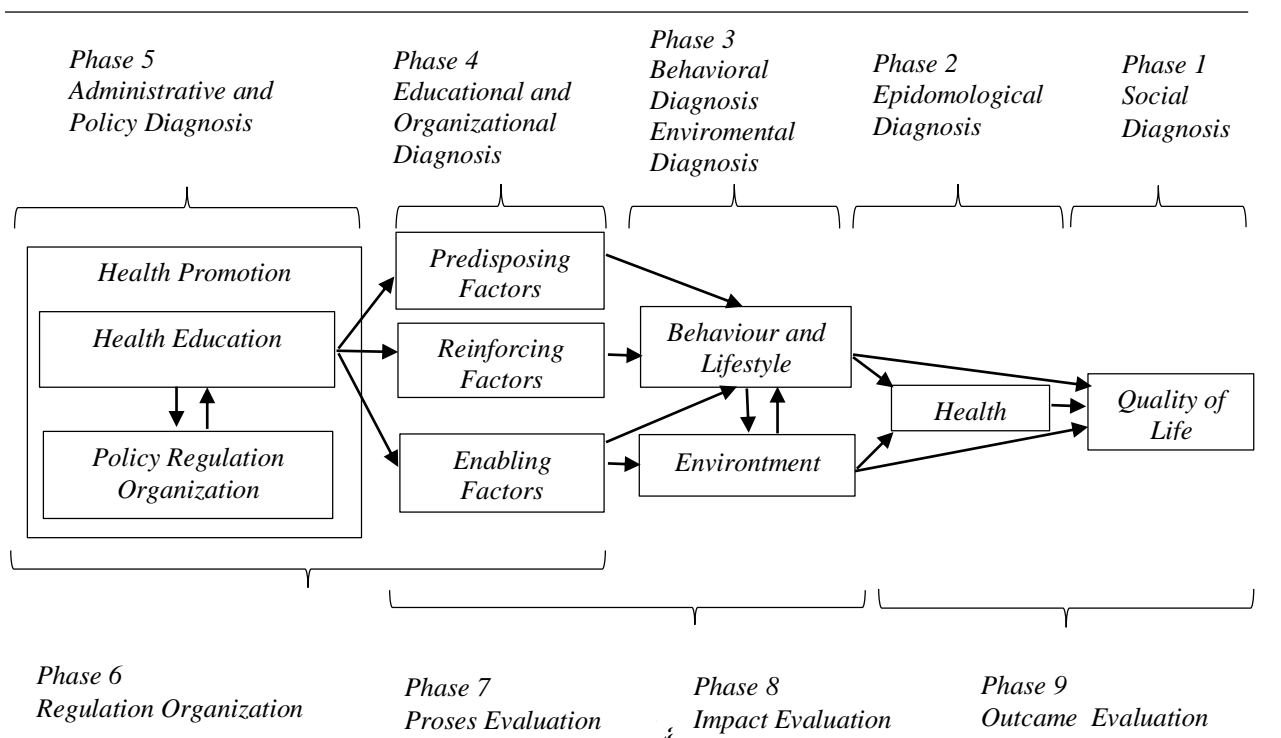 Phase 5
Administrative and
Policy Diagnosis
Phase 4
Educational and
Organizational
Diagnosis
Phase 3
Behavioral
Diagnosis
Enviromental
Diagnosis
Phase 2
Epidomological
Diagnosis
Phase 1
Social
Diagnosis
Health Promotion
Health Education
Policy Regulation
Organization
Predisposing
Factors
Reinforcing
Factors
Enabling
Factors
Behaviour and
Lifestyle
Environtment
Health
Quality of
Life
Phase 6
Regulation Organization
Phase 7
Proses Evaluation
Phase 8
Impact Evaluation
Phase 9
Outcame Evaluation